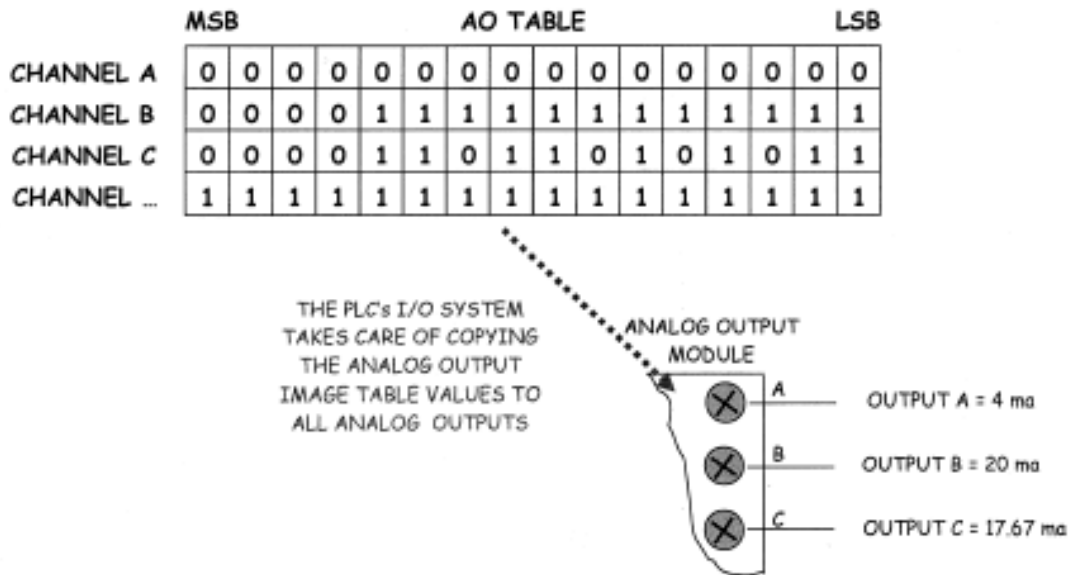 MSB AO TABLE LSB
CHANNEL A 0 0 0 0 0 0 0 0 0 0 0 0 0 0 0 0
CHANNEL B 0 0 0 0 1 1 1 1 1 1 1 1 1 1 1 1
CHANNEL C 0 0 0 0 1 1 0 1 1 0 1 0 1 0 1 1
CHANNEL ... 1 1 1 1 1 1 1 1 1 1 1 1 1 1 1 1
THE PLC's I/O SYSTEM
TAKES CARE OF COPYING
THE ANALOG OUTPUT
IMAGE TABLE VALUES TO
ALL ANALOG OUTPUTS
ANALOG OUTPUT
MODULE
A
OUTPUT A = 4 ma
B
OUTPUT B = 20 ma
C
OUTPUT C = 17.67 ma